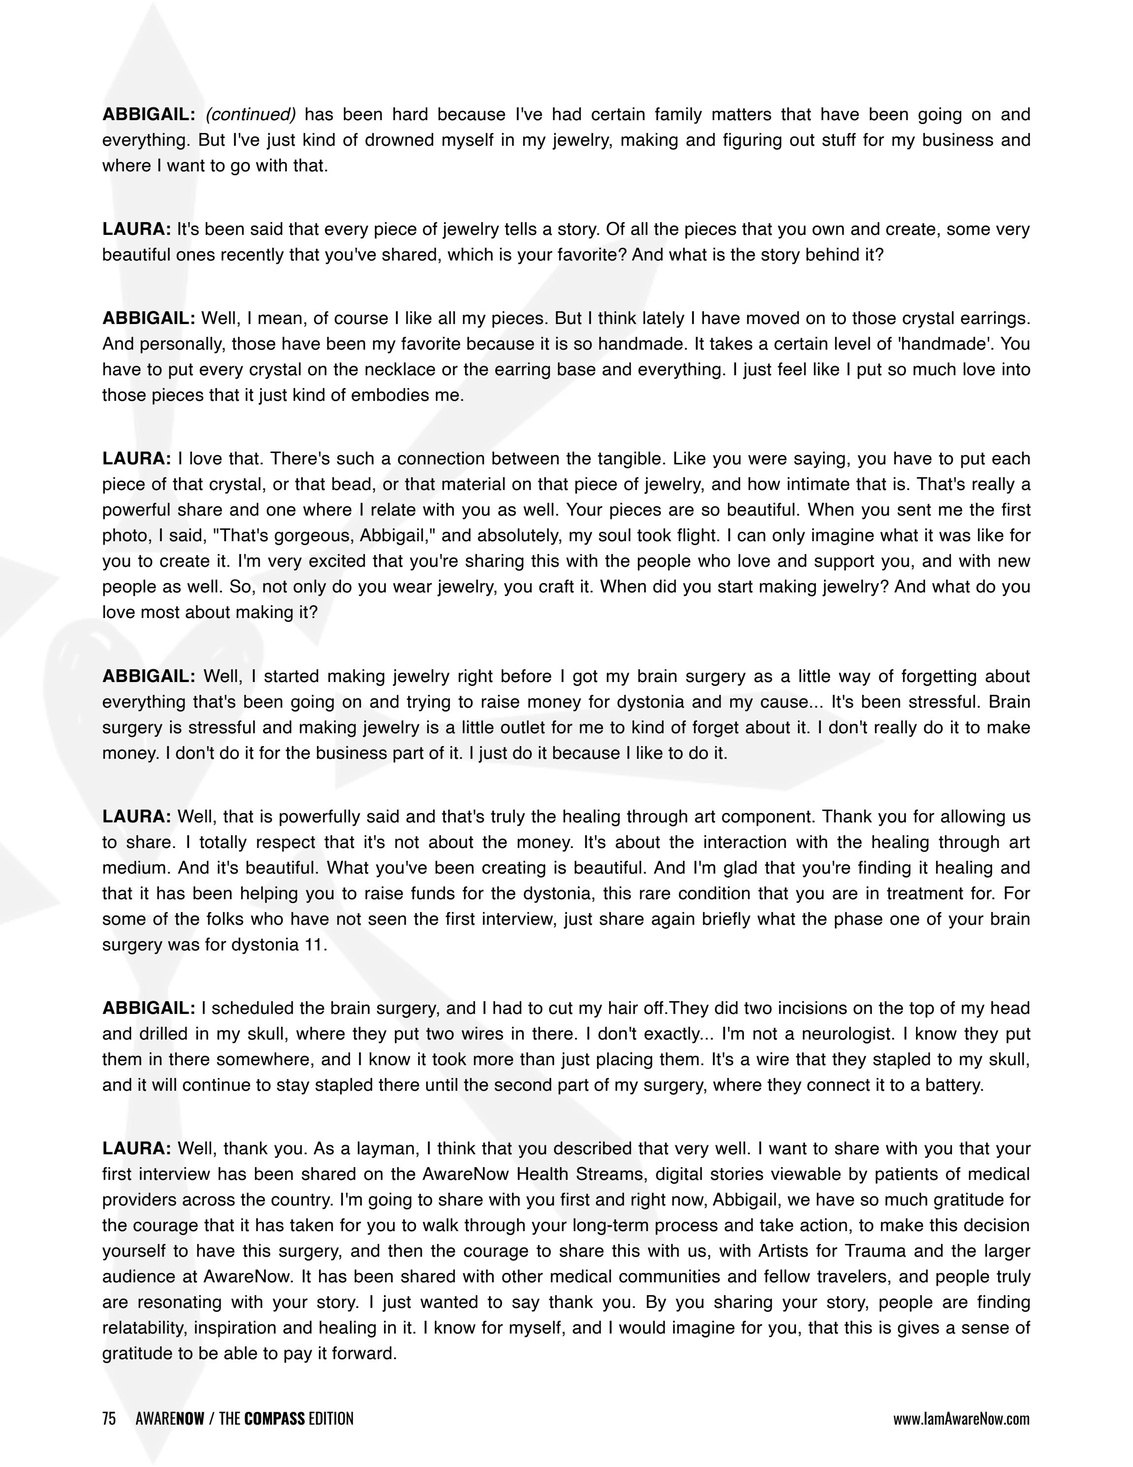 ABBIGAIL: (continued) has been hard because I've had certain family matters that have been going on and
everything. But I've just kind of drowned myself in my jewelry, making and figuring out stuff for my business and
where I want to go with that.
LAURA: It's been said that every piece of jewelry tells a story. Of all the pieces that you own and create, some very
beautiful ones recently that you've shared, which is your favorite? And what is the story behind it?
ABBIGAIL: Well, I mean, of course I like all my pieces. But I think lately I have moved on to those crystal earrings.
And personally, those have been my favorite because it is so handmade. It takes a certain level of 'handmade'. You
have to put every crystal on the necklace or the earring base and everything. I just feel like I put so much love into
those pieces that it just kind of embodies me.
LAURA: I love that. There's such a connection between the tangible. Like you were saying, you have to put each
piece of that crystal, or that bead, or that material on that piece of jewelry, and how intimate that is. That's really a
powerful share and one where I relate with you as well. Your pieces are so beautiful. When you sent me the first
photo, I said, "That's gorgeous, Abbigail," and absolutely, my soul took flight. I can only imagine what it was like for
you to create it. I'm very excited that you're sharing this with the people who love and support you, and with new
people as well. So, not only do you wear jewelry, you craft it. When did you start making jewelry? And what do you
love most about making it?
ABBIGAIL: Well, I started making jewelry right before I got my brain surgery as a little way of forgetting about
everything that's been going on and trying to raise money for dystonia and my cause... It's been stressful. Brain
surgery is stressful and making jewelry is a little outlet for me to kind of forget about it. I don't really do it to make
money. I don't do it for the business part of it. I just do it because I like to do it.
LAURA: Well, that is powerfully said and that's truly the healing through art component. Thank you for allowing us
to share. I totally respect that it's not about the money. It's about the interaction with the healing through art
medium. And it's beautiful. What you've been creating is beautiful. And I'm glad that you're finding it healing and
that it has been helping you to raise funds for the dystonia, this rare condition that you are in treatment for. For
some of the folks who have not seen the first interview, just share again briefly what the phase one of your brain
surgery was for dystonia 11.
ABBIGAIL: I scheduled the brain surgery, and I had to cut my hair off.They did two incisions on the top of my head
and drilled in my skull, where they put two wires in there. I don't exactly... I'm not a neurologist. I know they put
them in there somewhere, and I know it took more than just placing them. It's a wire that they stapled to my skull,
and it will continue to stay stapled there until the second part of my surgery, where they connect it to a battery.
LAURA: Well, thank you. As a layman, I think that you described that very well. I want to share with you that your
first interview has been shared on the AwareNow Health Streams, digital stories viewable by patients of medical
providers across the country. I'm going to share with you first and right now, Abbigail, we have so much gratitude for
the courage that it has taken for you to walk through your long-term process and take action, to make this decision
yourself to have this surgery, and then the courage to share this with us, with Artists for Trauma and the larger
audience at AwareNow. It has been shared with other medical communities and fellow travelers, and people truly
are resonating with your story. I just wanted to say thank you. By you sharing your story, people are finding
relatability, inspiration and healing in it. I know for myself, and I would imagine for you, that this is gives a sense of
gratitude to be able to pay it forward.
75 AWARENOW / THE COMPASS EDITION
www.IamAwareNow.com